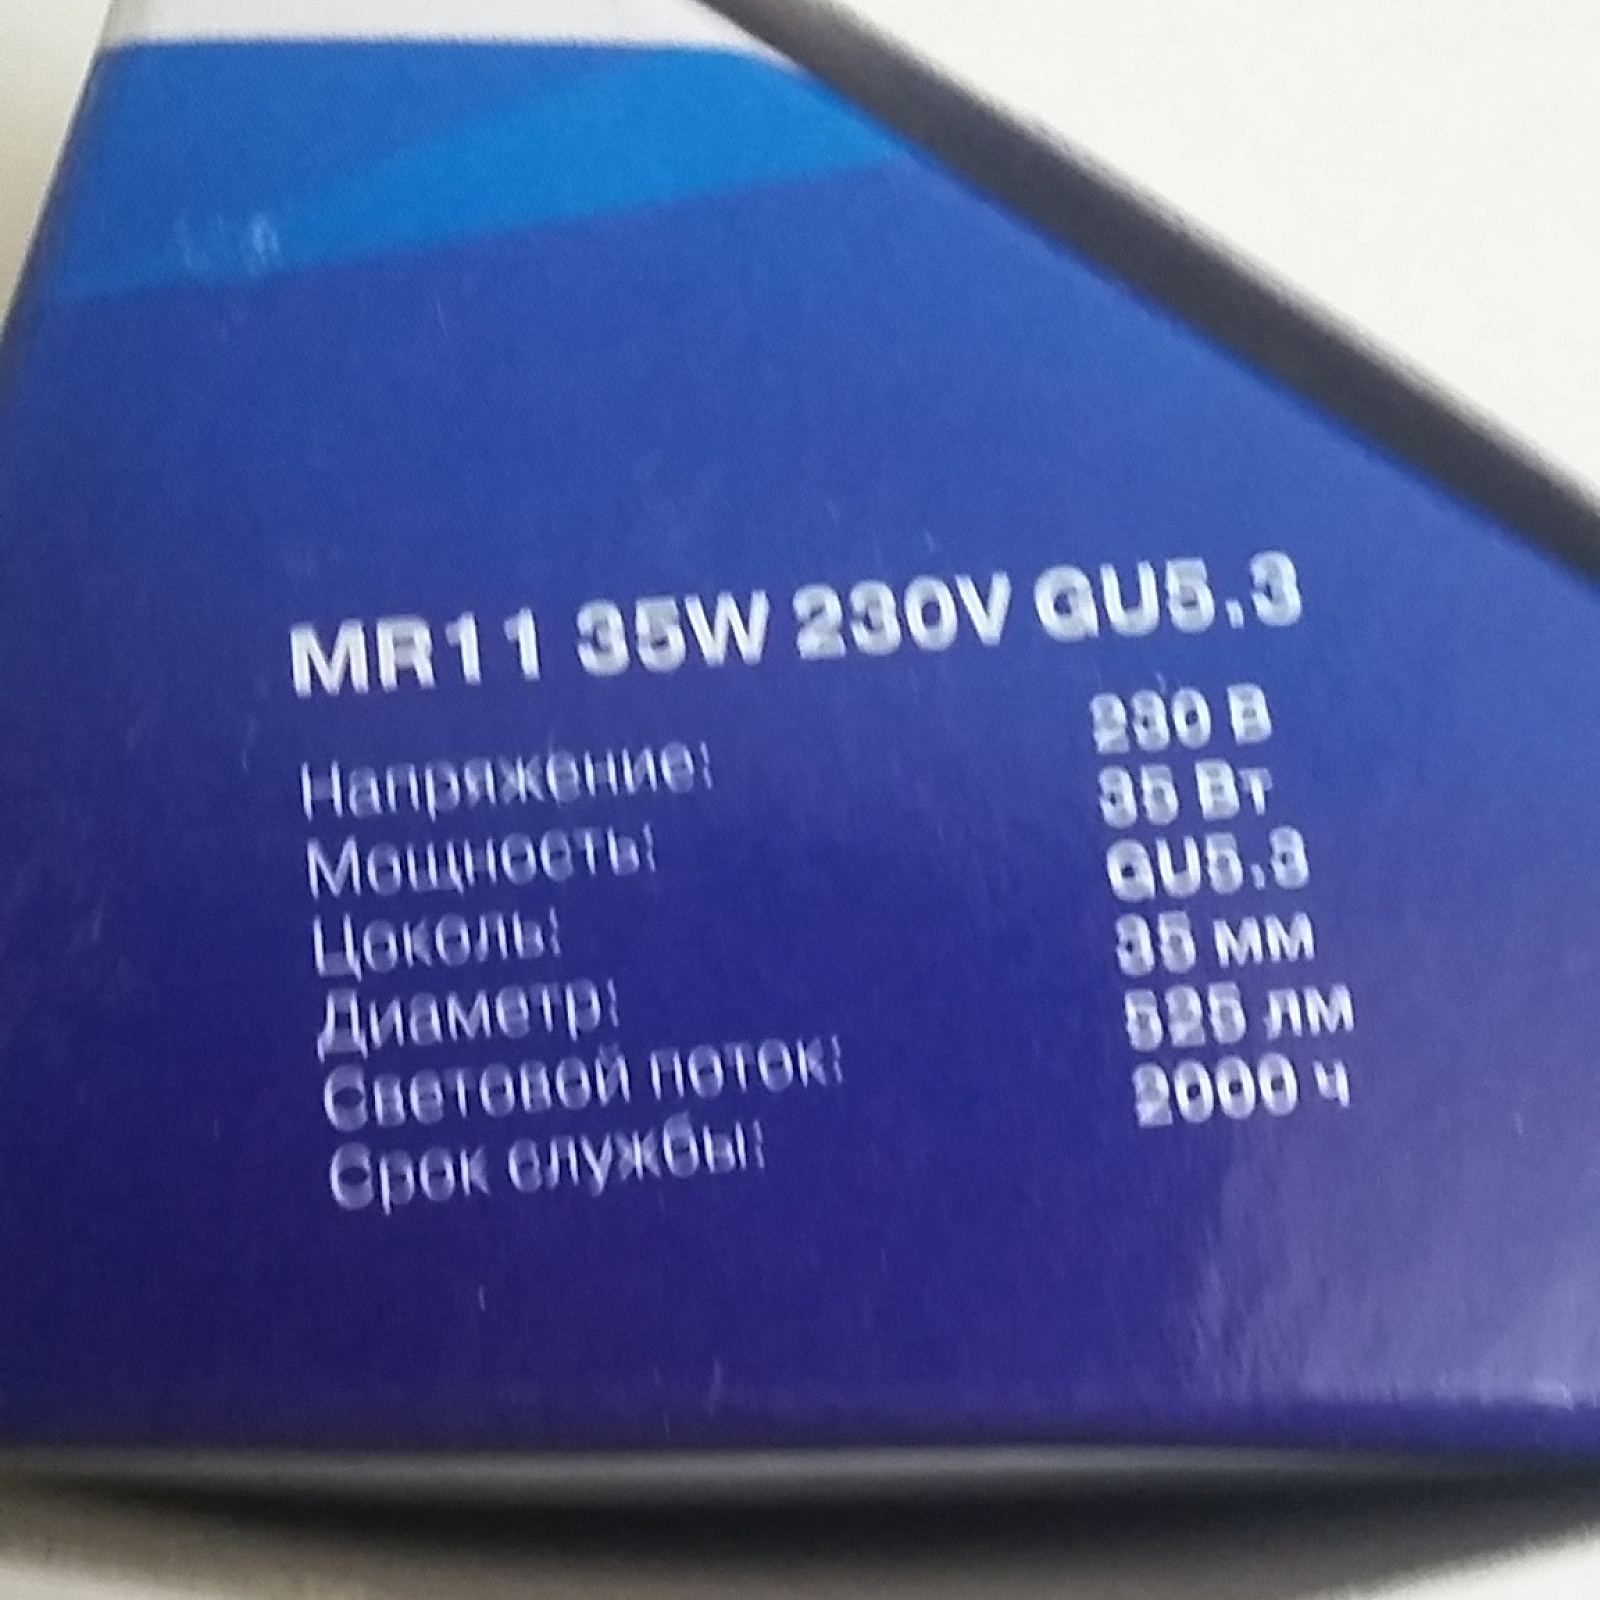 MR11 35W 230V GU5.3
Напряжение: 230 В
Мощность: 35 Вт
Цоколь: GU5.3
Диаметр: 35 мм
Световой поток: 525 лм
Срок службы: 2000 ч